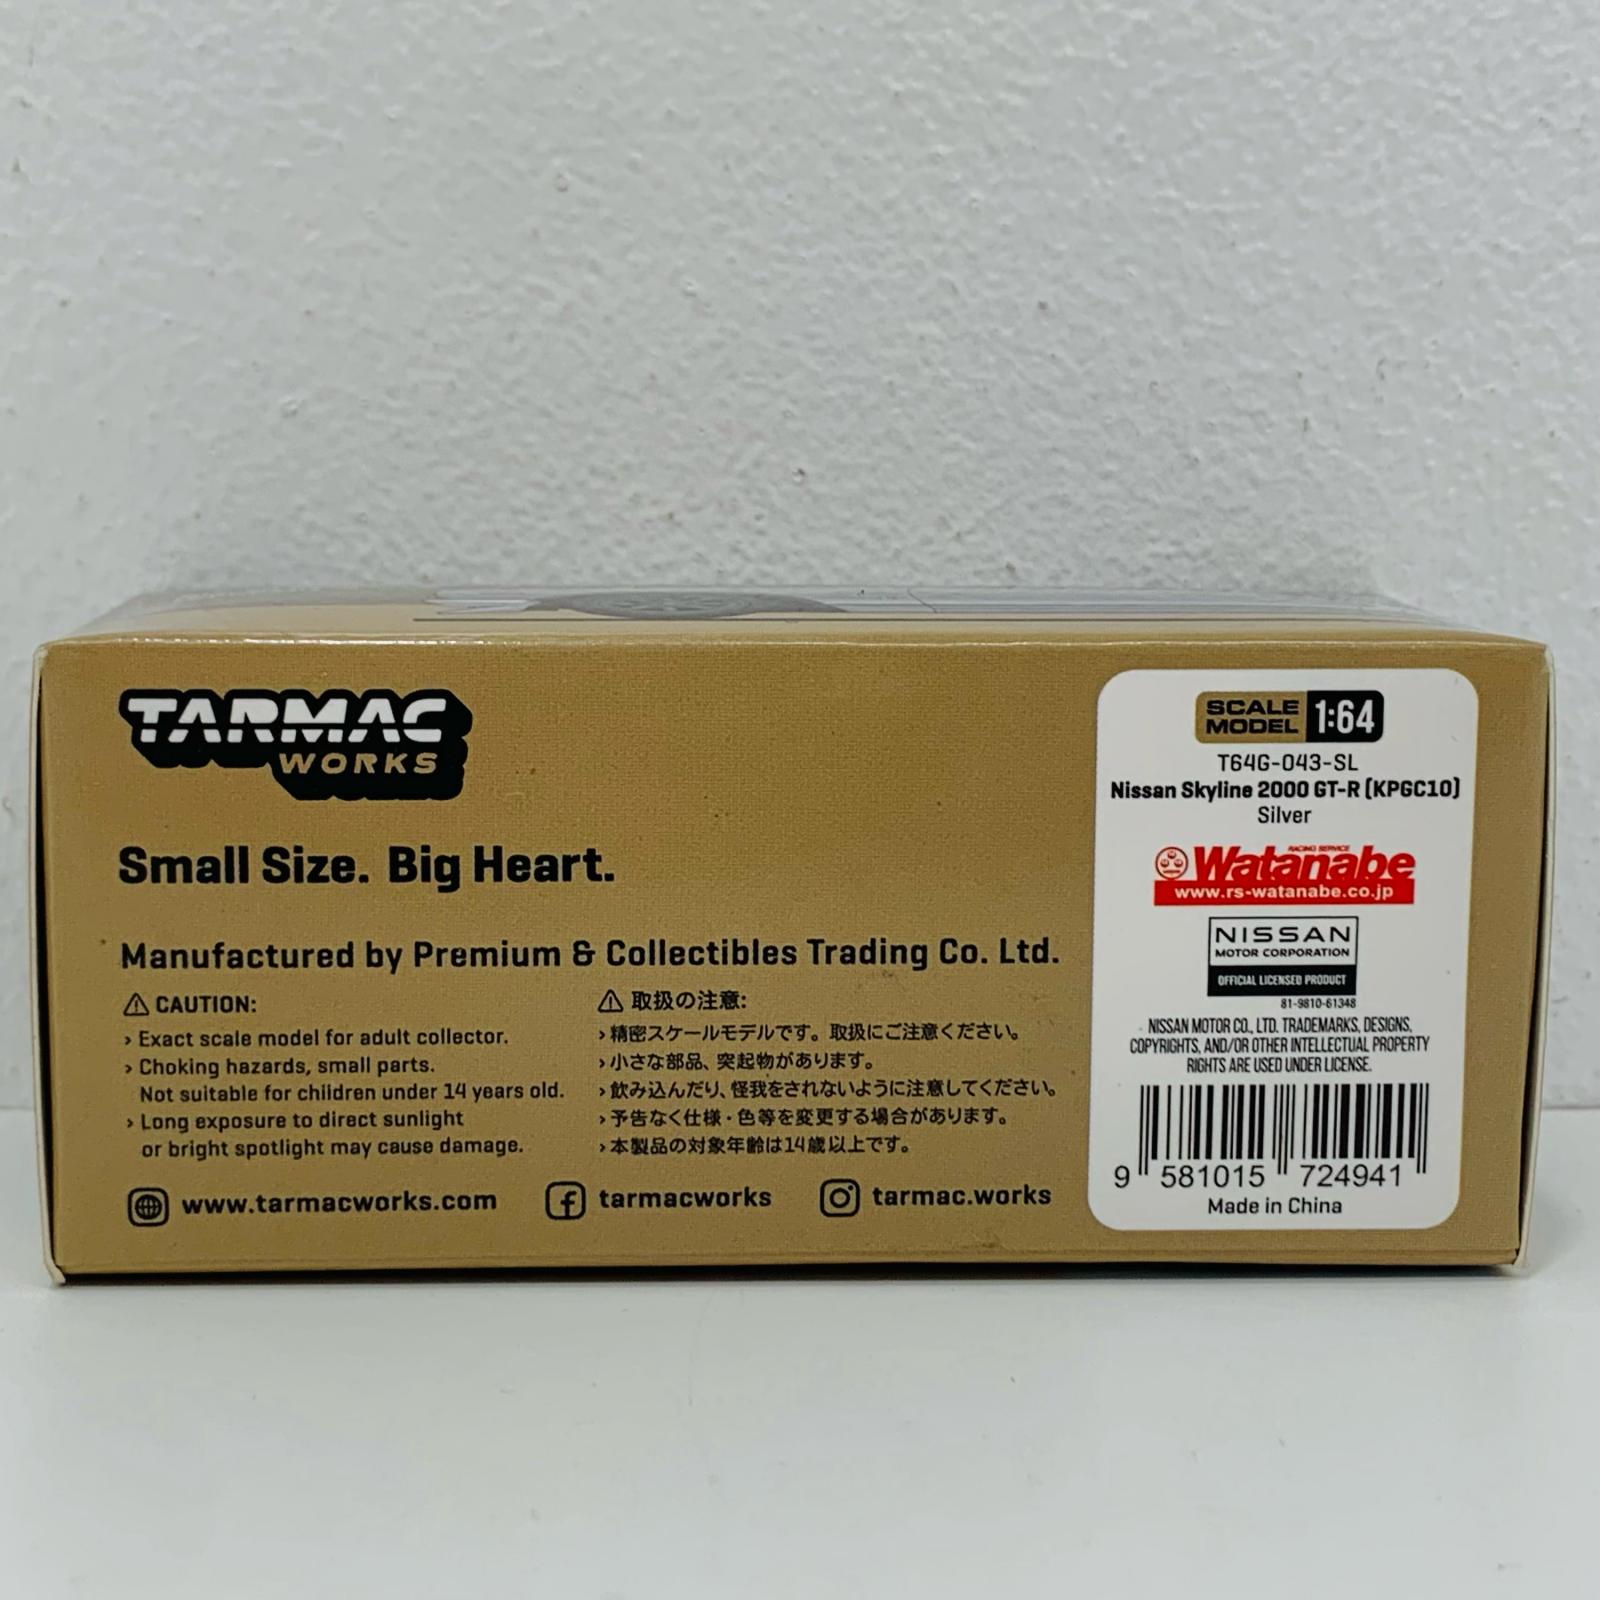 TARMAC
WORKS
Small Size. Big Heart.
Manufactured by Premium & Collectibles Trading Co. Ltd.
⚠ CAUTION:
› Exact scale model for adult collector.
› Choking hazards, small parts.
Not suitable for children under 14 years old.
› Long exposure to direct sunlight
or bright spotlight may cause damage.
⚠ 取扱の注意:
›精密スケールモデルです。取扱にご注意ください。
›小さな部品、突起物があります。
›飲み込んだり、怪我をされないように注意してください。
›予告なく仕様・色等を変更する場合があります。
›本製品の対象年齢は14歳以上です。
www.tarmacworks.com
tarmacworks
tarmac.works
SCALE
MODEL
1:64
T64G-043-SL
Nissan Skyline 2000 GT-R (KPGC10)
Silver
RACING SERVICE
Watanabe
www.rs-watanabe.co.jp
NISSAN
MOTOR CORPORATION
OFFICIAL LICENSED PRODUCT
81-9810-61348
NISSAN MOTOR CO., LTD. TRADEMARKS, DESIGNS,
COPYRIGHTS, AND/OR OTHER INTELLECTUAL PROPERTY
RIGHTS ARE USED UNDER LICENSE.
9 581015 724941
Made in China